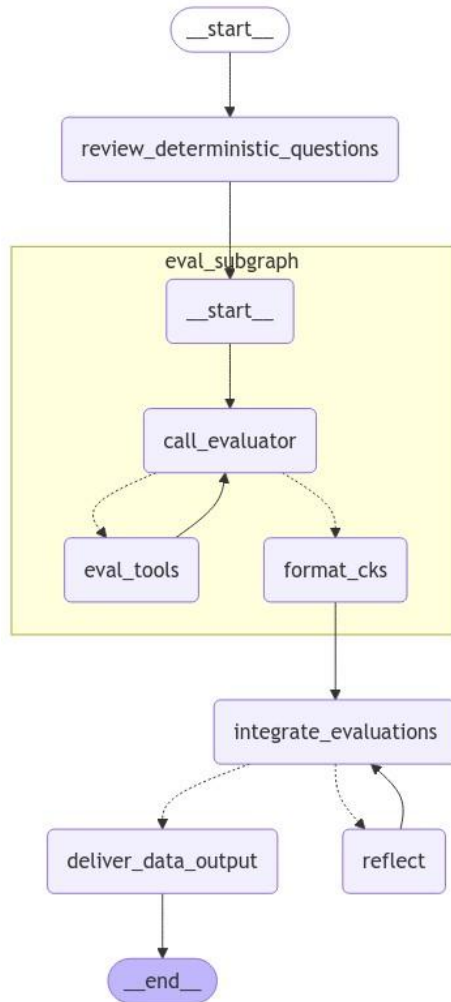 __start__
review_deterministic_questions
eval_subgraph
__start__
call_evaluator
eval_tools
format_cks
integrate_evaluations
deliver_data_output
reflect
__end__